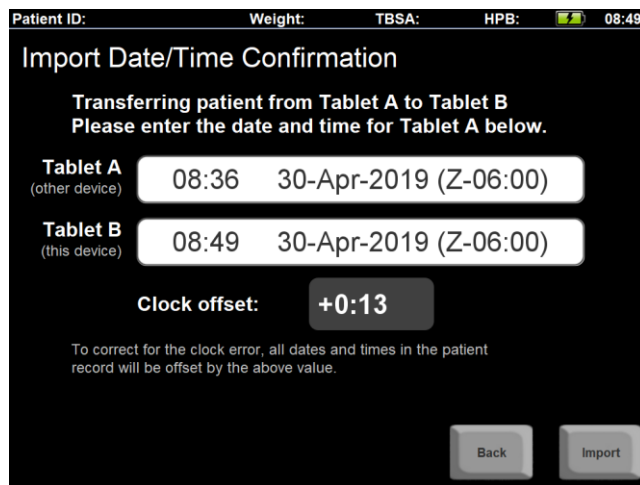 Patient ID: Weight: TBSA: HPB: 08:49
Import Date/Time Confirmation
Transferring patient from Tablet A to Tablet B
Please enter the date and time for Tablet A below.
Tablet A
(other device)
08:36 30-Apr-2019 (Z-06:00)
Tablet B
(this device)
08:49 30-Apr-2019 (Z-06:00)
Clock offset: +0:13
To correct for the clock error, all dates and times in the patient
record will be offset by the above value.
Back Import